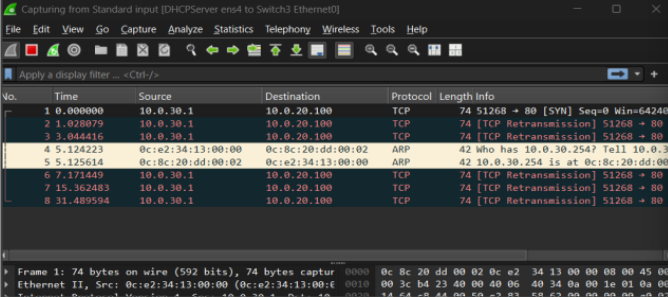 Capturing from Standard input [DHCPServer ens4 to Switch3 Ethernet0]
File Edit View Go Capture Analyze Statistics Telephony Wireless Tools Help
Apply a display filter ... <Ctrl-/>
No. Time Source Destination Protocol Length Info
1 0.000000 10.0.30.1 10.0.20.100 TCP 74 51268 → 80 [SYN] Seq=0 Win=64240
2 1.028079 10.0.30.1 10.0.20.100 TCP 74 [TCP Retransmission] 51268 → 80
3 3.044416 10.0.30.1 10.0.20.100 TCP 74 [TCP Retransmission] 51268 → 80
4 5.124223 0c:e2:34:13:00:00 0c:8c:20:dd:00:02 ARP 42 Who has 10.0.30.254? Tell 10.0.3
5 5.125614 0c:8c:20:dd:00:02 0c:e2:34:13:00:00 ARP 42 10.0.30.254 is at 0c:8c:20:dd:00
6 7.171449 10.0.30.1 10.0.20.100 TCP 74 [TCP Retransmission] 51268 → 80
7 15.362483 10.0.30.1 10.0.20.100 TCP 74 [TCP Retransmission] 51268 → 80
8 31.489594 10.0.30.1 10.0.20.100 TCP 74 [TCP Retransmission] 51268 → 80
Frame 1: 74 bytes on wire (592 bits), 74 bytes captur 0000 0c 8c 20 dd 00 02 0c e2 34 13 00 00 08 00 45 00
Ethernet II, Src: 0c:e2:34:13:00:00 (0c:e2:34:13:00:0 0010 00 3c b4 23 40 00 40 06 40 34 0a 00 1e 01 0a 0